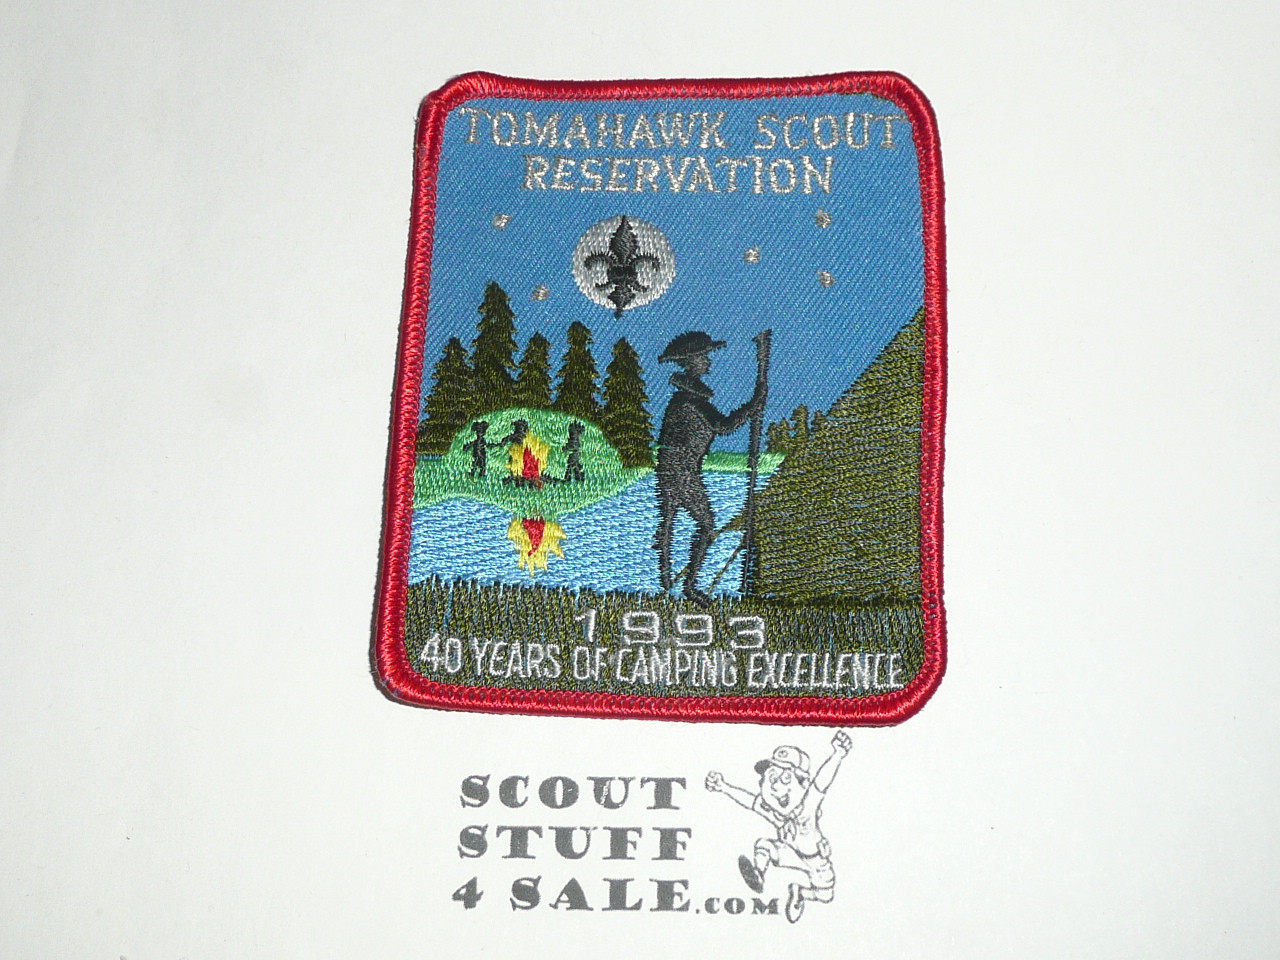 TOMAHAWK SCOUT
RESERVATION
1993
40 YEARS OF CAMPING EXCELLENCE
SCOUT
STUFF
4 SALE.COM